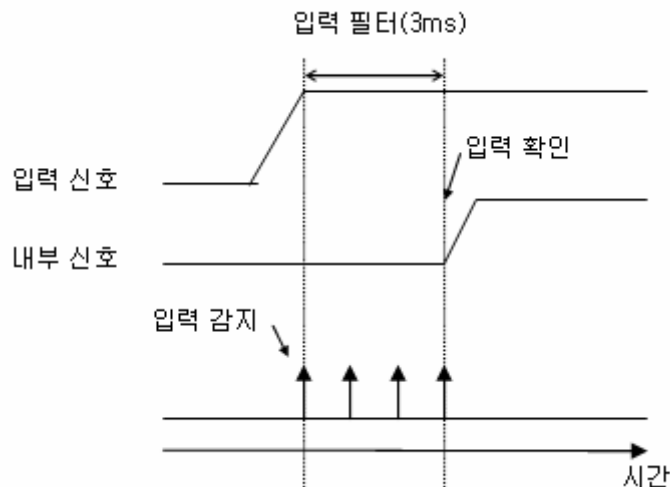 입력 필터(3ms)
입력 확인
입력 신호
내부 신호
입력 감지
시간